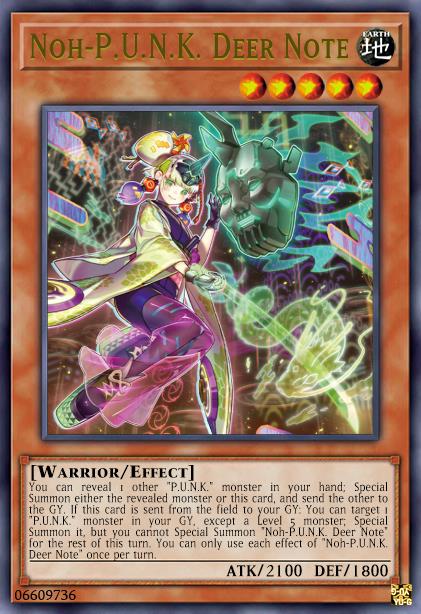 Noh-P.U.N.K. Deer Note
EARTH
地
[Warrior/Effect]
You can reveal 1 other "P.U.N.K." monster in your hand; Special
Summon either the revealed monster or this card, and send the other to
the GY. If this card is sent from the field to your GY: You can target 1
"P.U.N.K." monster in your GY, except a Level 5 monster; Special
Summon it, but you cannot Special Summon "Noh-P.U.N.K. Deer Note"
for the rest of this turn. You can only use each effect of "Noh-P.U.N.K.
Deer Note" once per turn.
ATK/2100 DEF/1800
06609736